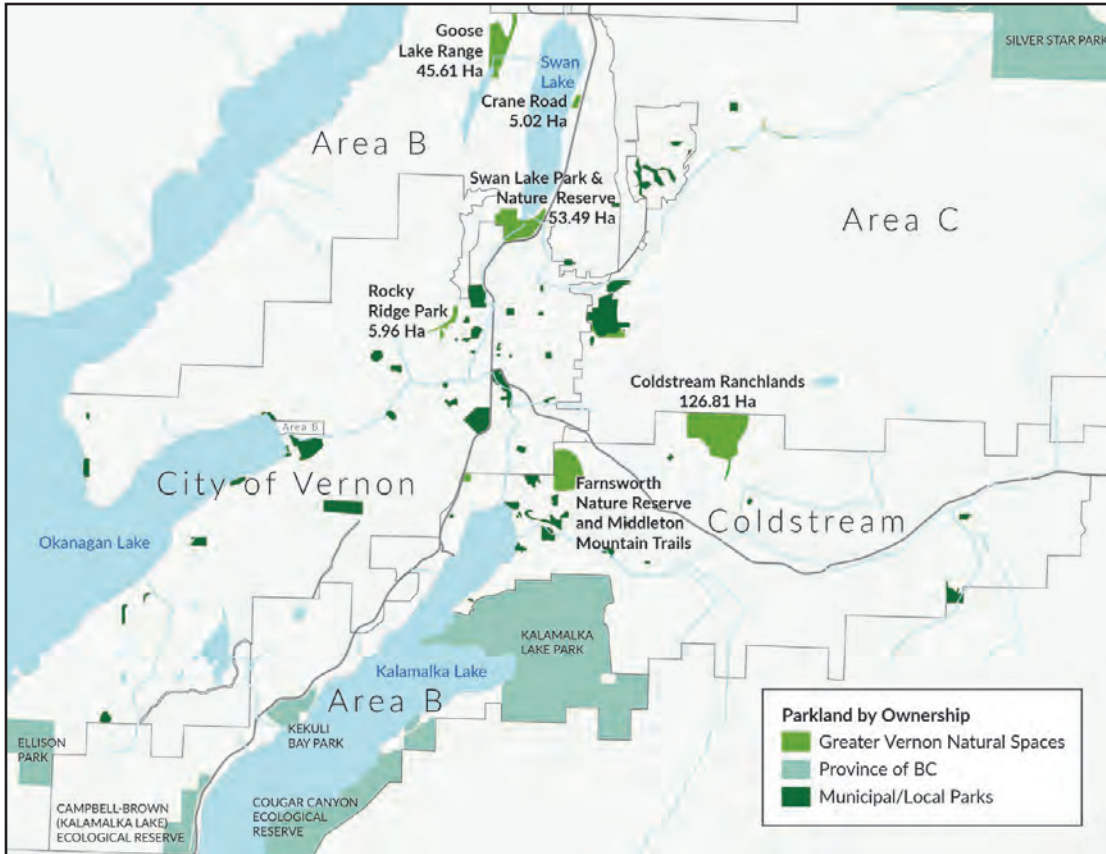 Goose
Lake Range
45.61 Ha
Swan
Lake
SILVER STAR PARK
Crane Road
5.02 Ha
Area B
Swan Lake Park &
Nature Reserve
53.49 Ha
Area C
Rocky
Ridge Park
5.96 Ha
Coldstream Ranchlands
126.81 Ha
Area B
City of Vernon
Farnsworth
Nature Reserve
and Middleton
Mountain Trails
Coldstream
Okanagan Lake
KALAMALKA
LAKE PARK
Kalamalka Lake
Area B
KEKULI
BAY PARK
ELLISON
PARK
CAMPBELL-BROWN
(KALAMALKA LAKE)
ECOLOGICAL RESERVE
COUGAR CANYON
ECOLOGICAL
RESERVE
Parkland by Ownership
Greater Vernon Natural Spaces
Province of BC
Municipal/Local Parks